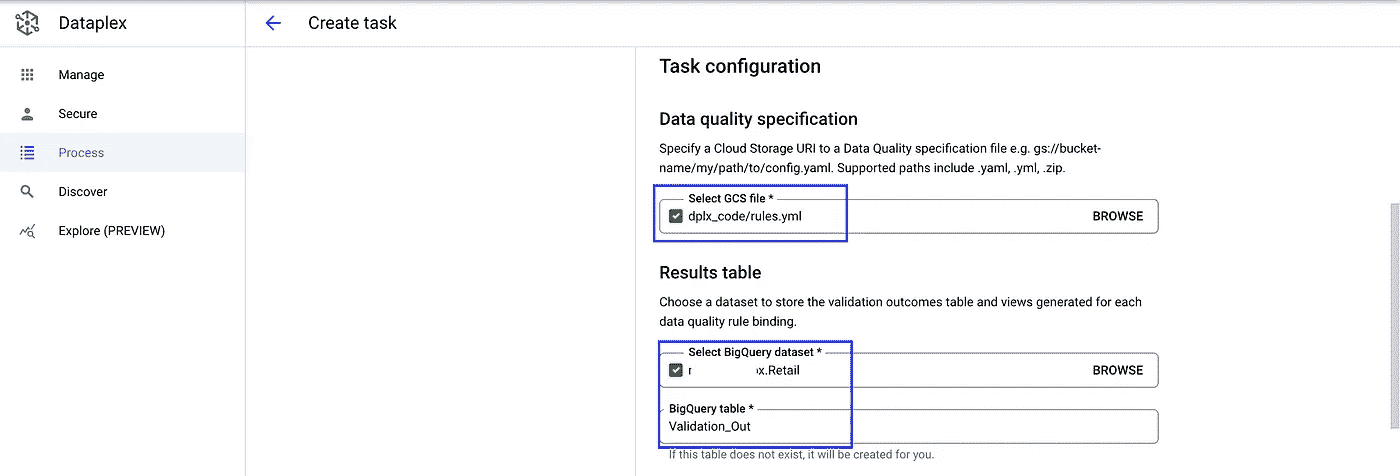 Dataplex
Create task
Manage
Secure
Process
Discover
Explore (PREVIEW)
Task configuration
Data quality specification
Specify a Cloud Storage URI to a Data Quality specification file e.g. gs://bucket-
name/my/path/to/config.yaml. Supported paths include .yaml, .yml, .zip.
Select GCS file *
dplx_code/rules.yml BROWSE
Results table
Choose a dataset to store the validation outcomes table and views generated for each
data quality rule binding.
Select BigQuery dataset *
x.Retail BROWSE
BigQuery table *
Validation_Out
If this table does not exist, it will be created for you.